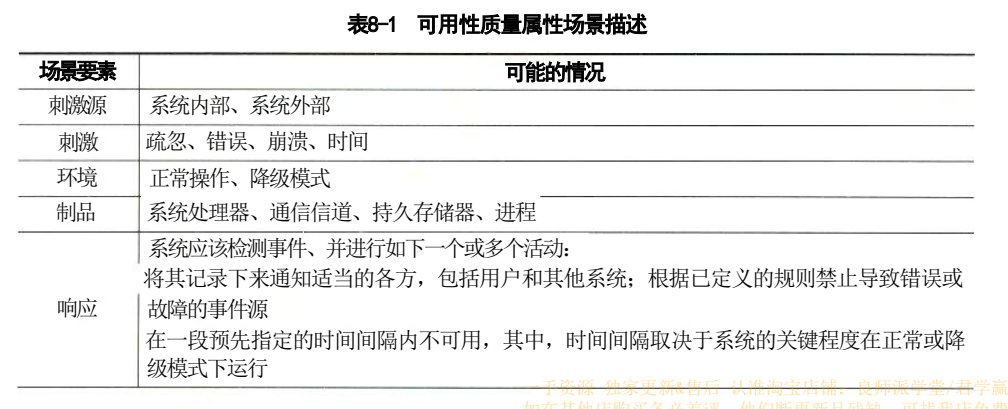 表8-1 可用性质量属性场景描述
场景要素 可能的情况
刺激源 系统内部、系统外部
刺激 疏忽、错误、崩溃、时间
环境 正常操作、降级模式
制品 系统处理器、通信信道、持久存储器、进程
响应 系统应该检测事件、并进行如下一个或多个活动：
将其记录下来通知适当的各方，包括用户和其他系统；根据已定义的规则禁止导致错误或
故障的事件源
在一段预先指定的时间间隔内不可用，其中，时间间隔取决于系统的关键程度在正常或降
级模式下运行
一手资源 独家更新&售后 认准淘宝店铺：良师派学堂/君学赢